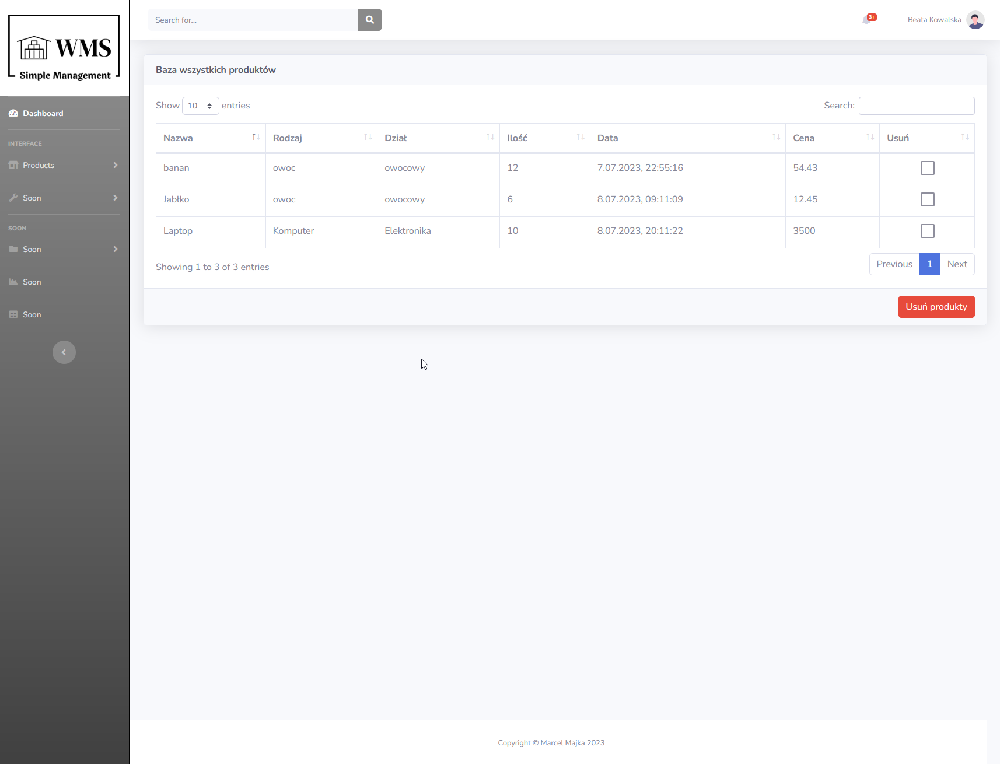 WMS
Simple Management
Search for...
3+
Beata Kowalska
Dashboard
INTERFACE
Products
Soon
SOON
Soon
Soon
Soon
Baza wszystkich produktów
Show 10 entries
Search:
Nazwa Rodzaj Dział Ilość Data Cena Usuń
banan owoc owocowy 12 7.07.2023, 22:55:16 54.43
Jabłko owoc owocowy 6 8.07.2023, 09:11:09 12.45
Laptop Komputer Elektronika 10 8.07.2023, 20:11:22 3500
Showing 1 to 3 of 3 entries
Previous 1 Next
Usuń produkty
Copyright © Marcel Majka 2023